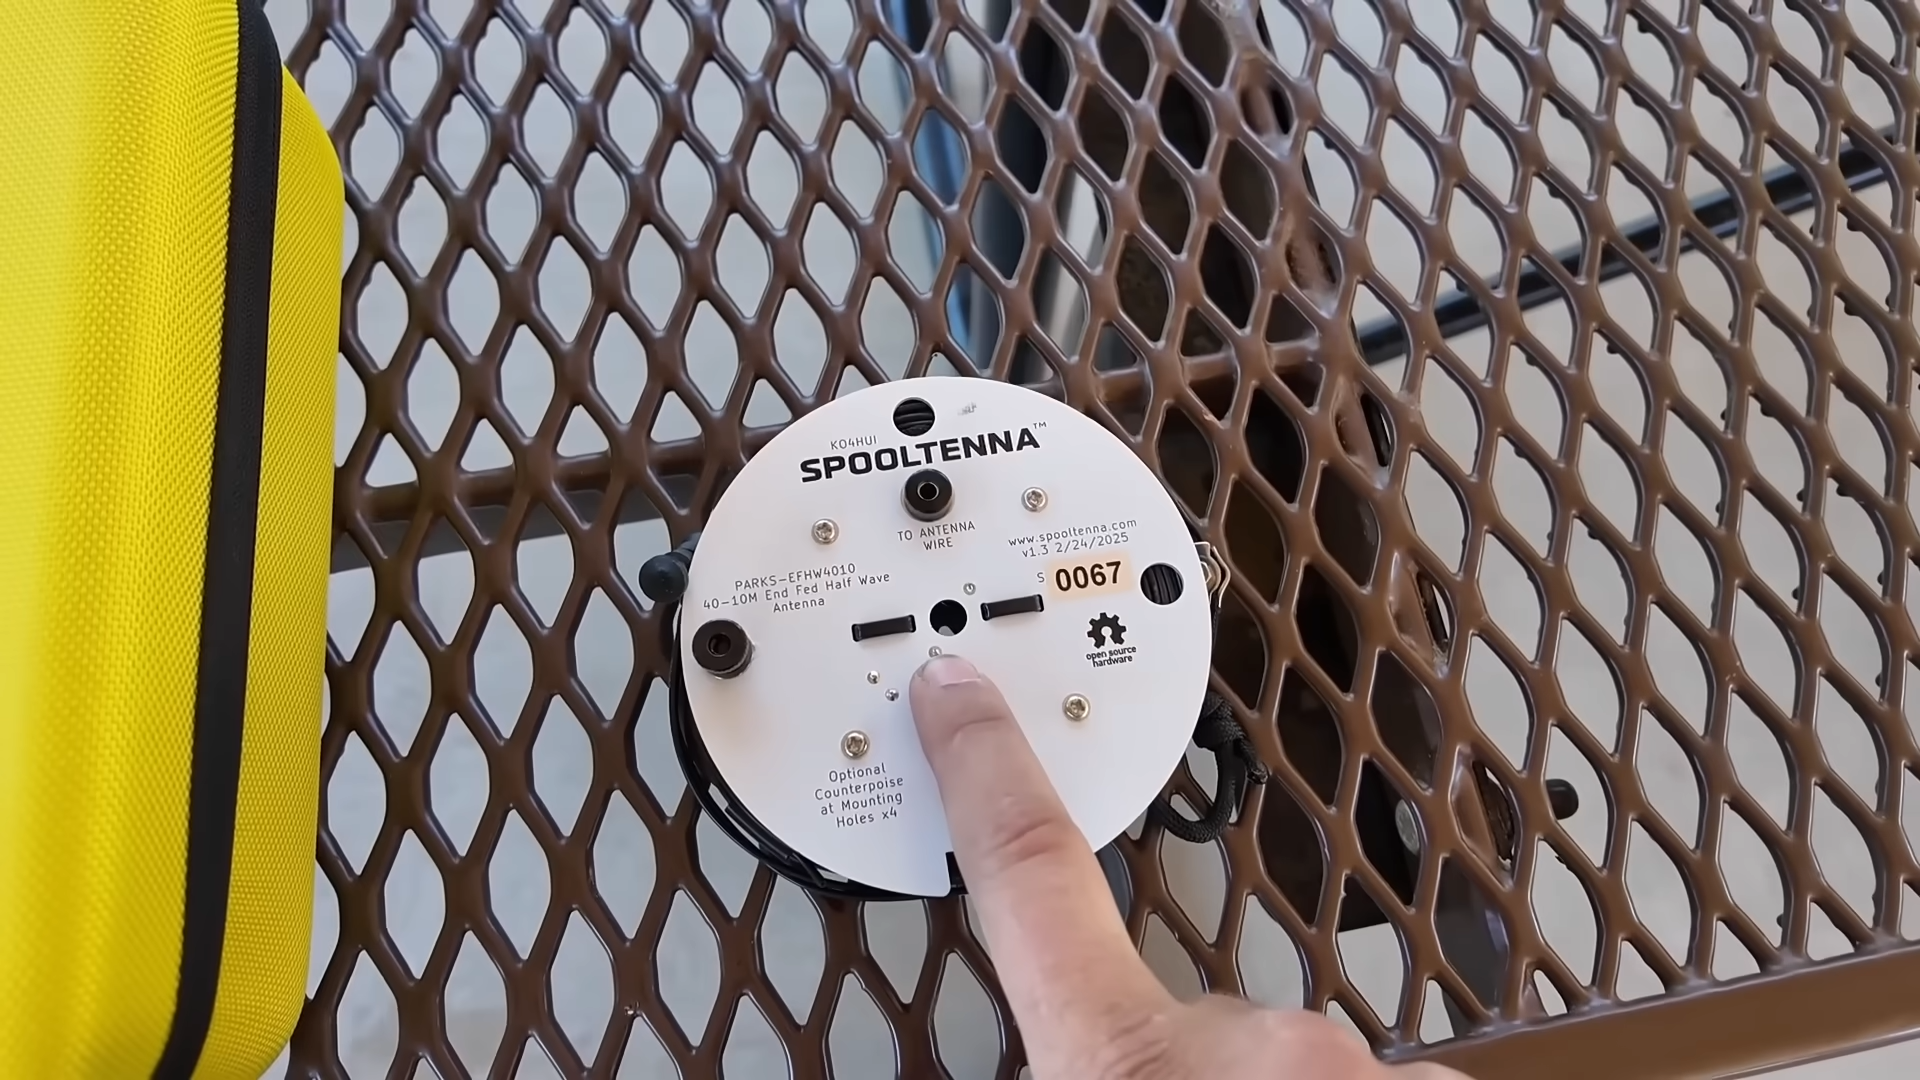 KO4HUI
SPOOLTENNA™
TO ANTENNA
WIRE
www.spooltenna.com
v1.3 2/24/2025
S 0067
PARKS-EFHW4010
40-10M End Fed Half Wave
Antenna
open source
hardware
Optional
Counterpoise
at Mounting
Holes x4